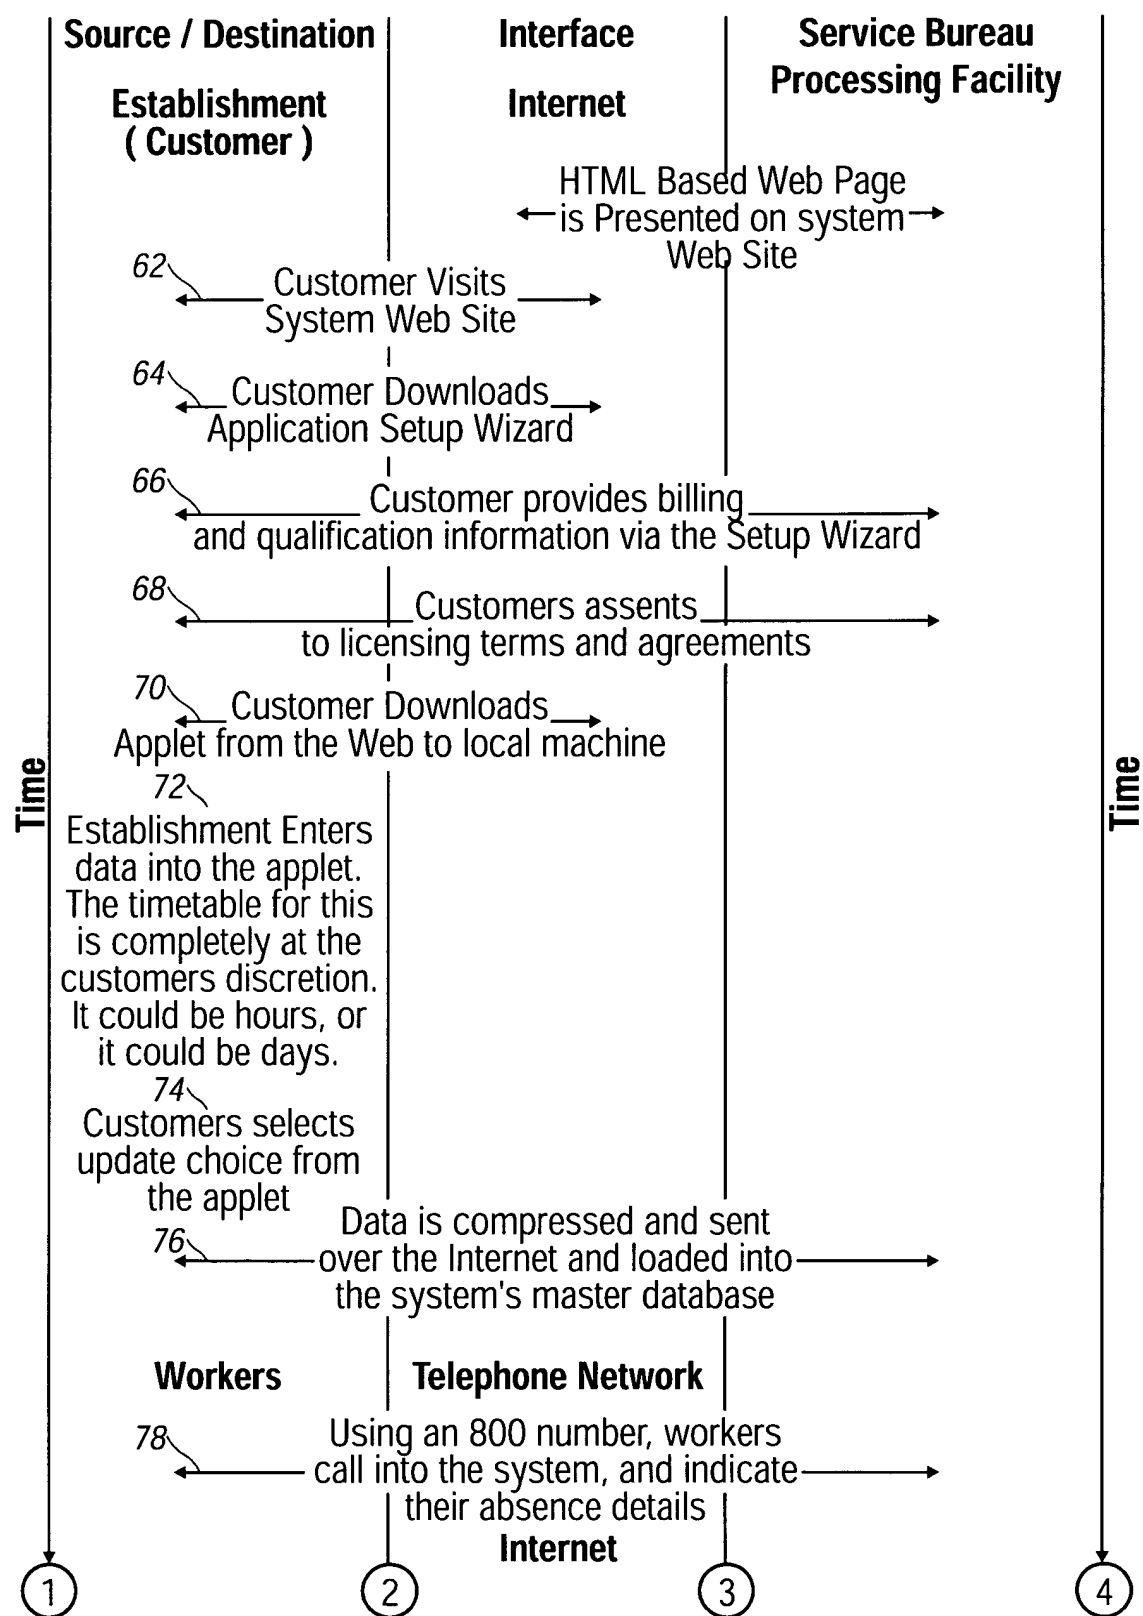 Source / Destination
Interface
Service Bureau
Processing Facility
Establishment
( Customer )
Internet
HTML Based Web Page
is Presented on system
Web Site
62
Customer Visits
System Web Site
64
Customer Downloads
Application Setup Wizard
66
Customer provides billing
and qualification information via the Setup Wizard
68
Customers assents
to licensing terms and agreements
70
Customer Downloads
Applet from the Web to local machine
Time
Time
72
Establishment Enters
data into the applet.
The timetable for this
is completely at the
customers discretion.
It could be hours, or
it could be days.
74
Customers selects
update choice from
the applet
76
Data is compressed and sent
over the Internet and loaded into
the system's master database
Workers
Telephone Network
78
Using an 800 number, workers
call into the system, and indicate
their absence details
Internet
1
2
3
4